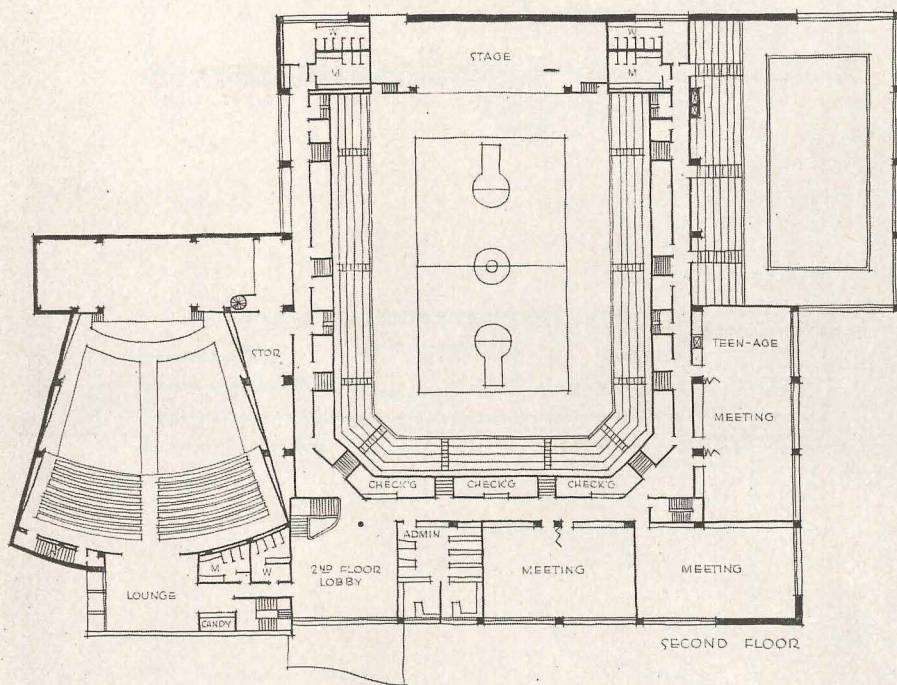 W
M
STAGE
W
M
STOR
TEEN-AGE
MEETING
CHECK'G
CHECK'G
CHECK'G
ADMIN
2ND FLOOR
LOBBY
MEETING
MEETING
M
W
LOUNGE
CANDY
SECOND FLOOR